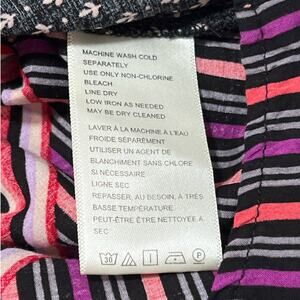 MACHINE WASH COLD
SEPARATELY
USE ONLY NON-CHLORINE
BLEACH
LINE DRY
LOW IRON AS NEEDED
MAY BE DRY CLEANED
LAVER À LA MACHINE À L'EAU
FROIDE SÉPARÉMENT
UTILISER UN AGENT DE
BLANCHIMENT SANS CHLORE
SI NÉCESSAIRE
LIGNE SEC
REPASSER, AU BESOIN, À TRÉS
BASSE TEMPÉRATURE.
PEUT-ÊTRE ÊTRE NETTOYÉE A
SEC
30
P